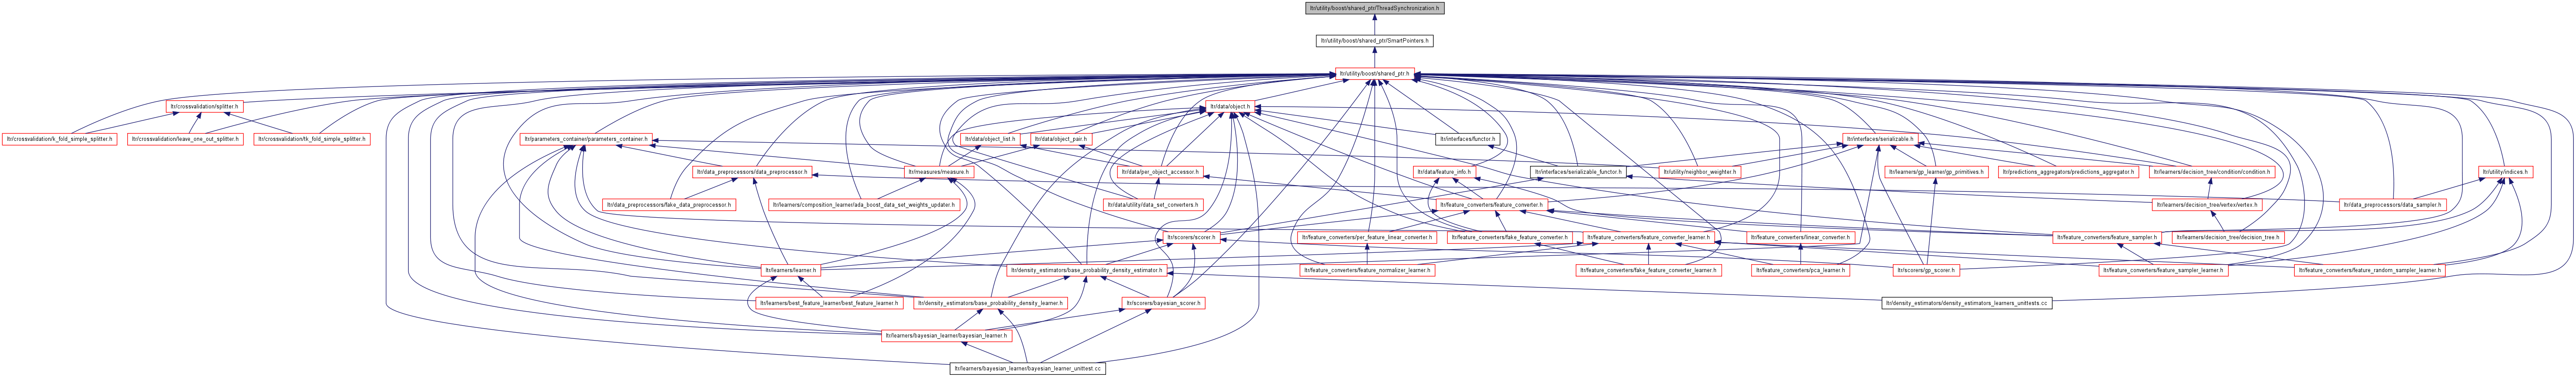 ltr/utility/boost/shared_ptr/ThreadSynchronization.h
ltr/utility/boost/shared_ptr/SmartPointers.h
ltr/utility/boost/shared_ptr.h
ltr/crossvalidation/splitter.h
ltr/data/object.h
ltr/crossvalidation/k_fold_simple_splitter.h
ltr/crossvalidation/leave_one_out_splitter.h
ltr/crossvalidation/tk_fold_simple_splitter.h
ltr/parameters_container/parameters_container.h
ltr/data/object_list.h
ltr/data/object_pair.h
ltr/interfaces/functor.h
ltr/interfaces/serializable.h
ltr/data_preprocessors/data_preprocessor.h
ltr/measures/measure.h
ltr/data/per_object_accessor.h
ltr/data/feature_info.h
ltr/interfaces/serializable_functor.h
ltr/utility/neighbor_weighter.h
ltr/learners/gp_learner/gp_primitives.h
ltr/predictions_aggregators/predictions_aggregator.h
ltr/learners/decision_tree/condition/condition.h
ltr/utility/indices.h
ltr/data_preprocessors/fake_data_preprocessor.h
ltr/learners/composition_learner/ada_boost_data_set_weights_updater.h
ltr/data/utility/data_set_converters.h
ltr/feature_converters/feature_converter.h
ltr/learners/decision_tree/vertex/vertex.h
ltr/data_preprocessors/data_sampler.h
ltr/scorers/scorer.h
ltr/feature_converters/per_feature_linear_converter.h
ltr/feature_converters/fake_feature_converter.h
ltr/feature_converters/feature_converter_learner.h
ltr/feature_converters/linear_converter.h
ltr/feature_converters/feature_sampler.h
ltr/learners/decision_tree/decision_tree.h
ltr/learners/learner.h
ltr/density_estimators/base_probability_density_estimator.h
ltr/feature_converters/feature_normalizer_learner.h
ltr/feature_converters/fake_feature_converter_learner.h
ltr/feature_converters/pca_learner.h
ltr/scorers/gp_scorer.h
ltr/feature_converters/feature_sampler_learner.h
ltr/feature_converters/feature_random_sampler_learner.h
ltr/learners/best_feature_learner/best_feature_learner.h
ltr/density_estimators/base_probability_density_learner.h
ltr/scorers/bayesian_scorer.h
ltr/density_estimators/density_estimators_learners_unittests.cc
ltr/learners/bayesian_learner/bayesian_learner.h
ltr/learners/bayesian_learner/bayesian_learner_unittest.cc